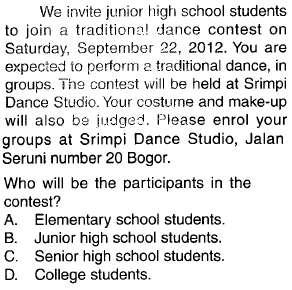 We invite junior high school students
to join a traditional dance contest on
Saturday, September 22, 2012. You are
expected to perform a traditional dance, in
groups. The contest will be held at Srimpi
Dance Studio. Your costume and make-up
will also be judged. Please enrol your
groups at Srimpi Dance Studio, Jalan
Seruni number 20 Bogor.
Who will be the participants in the
contest?
A. Elementary school students.
B. Junior high school students.
C. Senior high school students.
D. College students.